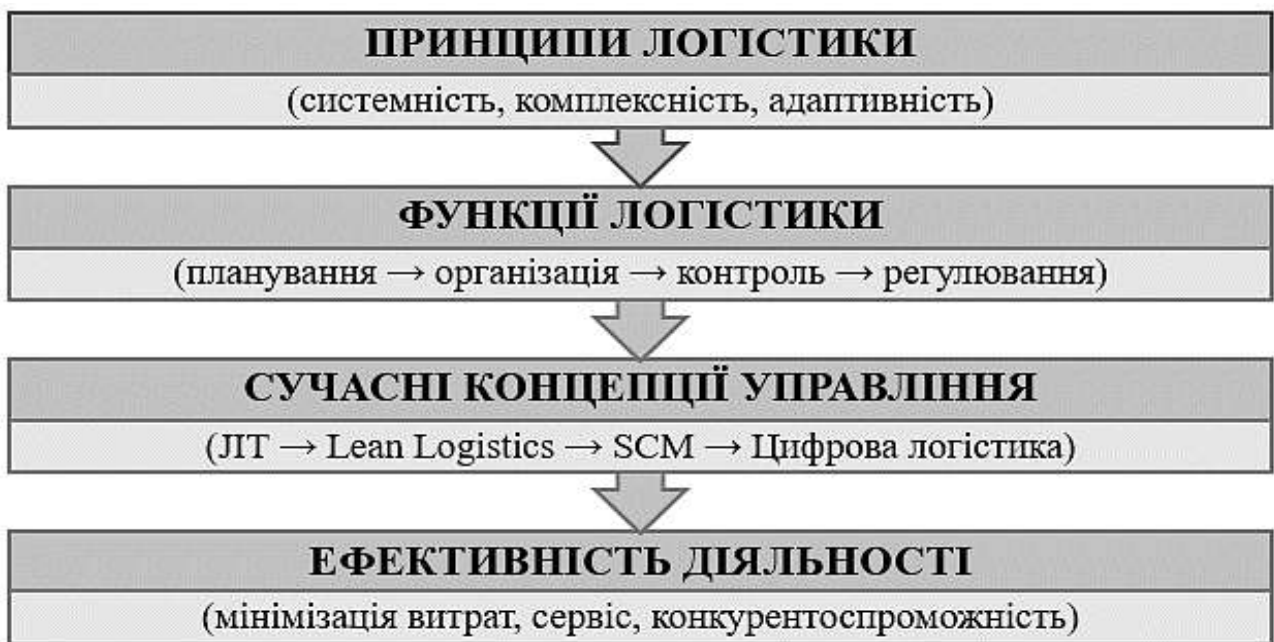 ПРИНЦИПИ ЛОГІСТИКИ
(системність, комплексність, адаптивність)
ФУНКЦІЇ ЛОГІСТИКИ
(планування → організація → контроль → регулювання)
СУЧАСНІ КОНЦЕПЦІЇ УПРАВЛІННЯ
(JIT → Lean Logistics → SCM → Цифрова логістика)
ЕФЕКТИВНІСТЬ ДІЯЛЬНОСТІ
(мінімізація витрат, сервіс, конкурентоспроможність)